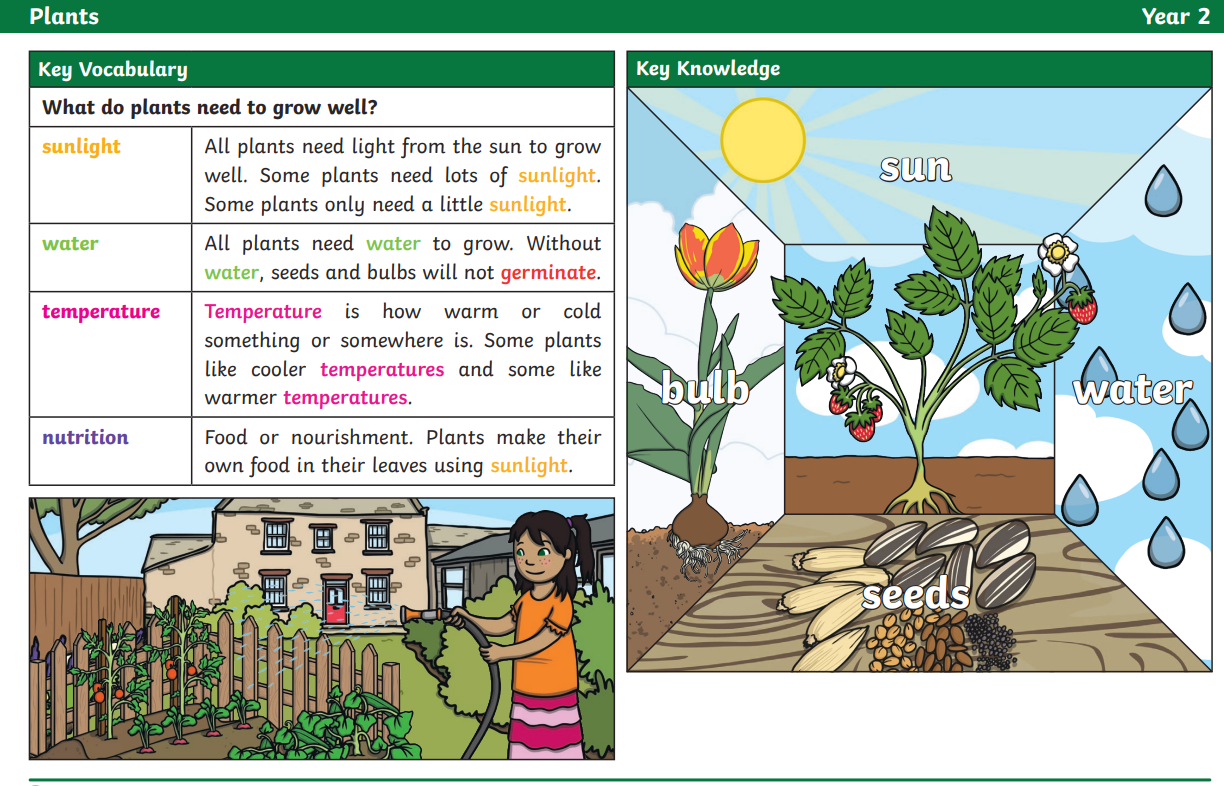 Plants
Year 2
Key Vocabulary
What do plants need to grow well?
sunlight
All plants need light from the sun to grow
well. Some plants need lots of sunlight.
Some plants only need a little sunlight.
water
All plants need water to grow. Without
water, seeds and bulbs will not germinate.
temperature
Temperature is how warm or cold
something or somewhere is. Some plants
like cooler temperatures and some like
warmer temperatures.
nutrition
Food or nourishment. Plants make their
own food in their leaves using sunlight.
Key Knowledge
sun
bulb
water
seeds